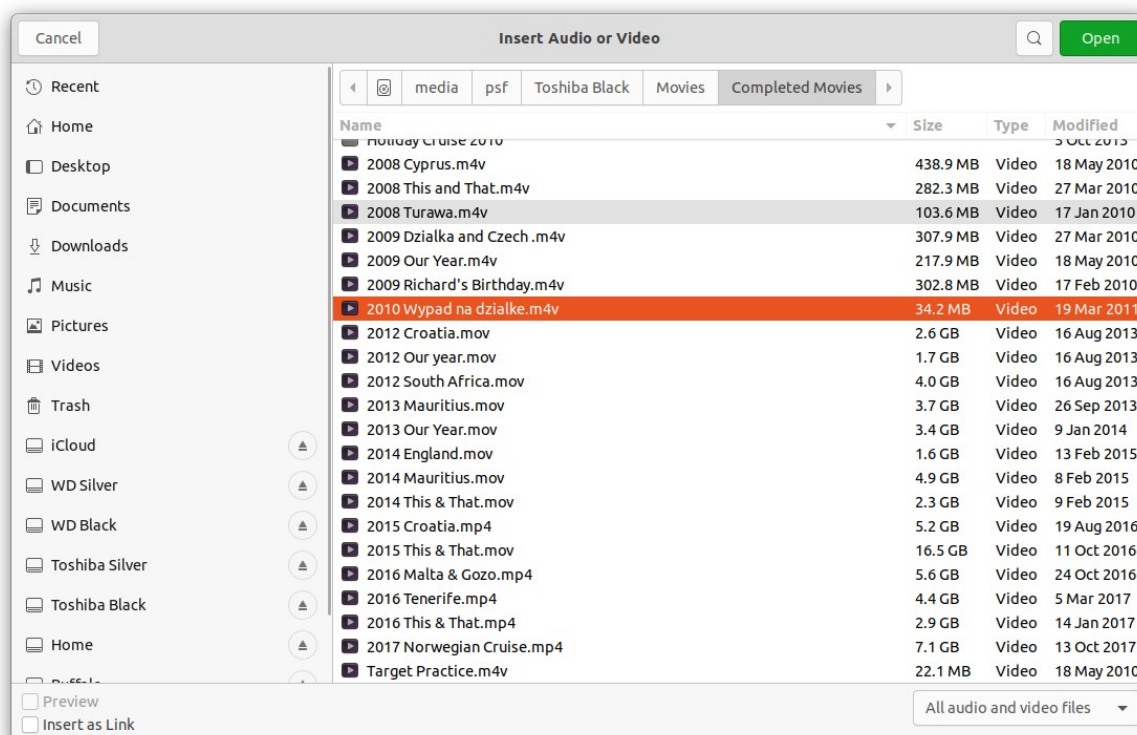 Cancel
Insert Audio or Video
Open
Recent
Home
Desktop
Documents
Downloads
Music
Pictures
Videos
Trash
iCloud
WD Silver
WD Black
Toshiba Silver
Toshiba Black
Home
media psf Toshiba Black Movies Completed Movies
Name Size Type Modified
Holiday Cruise 2010 3 Oct 2013
2008 Cyprus.m4v 438.9 MB Video 18 May 2010
2008 This and That.m4v 282.3 MB Video 27 Mar 2010
2008 Turawa.m4v 103.6 MB Video 17 Jan 2010
2009 Dzialka and Czech .m4v 307.9 MB Video 27 Mar 2010
2009 Our Year.m4v 217.9 MB Video 18 May 2010
2009 Richard's Birthday.m4v 302.8 MB Video 17 Feb 2010
2010 Wypad na dzialke.m4v 34.2 MB Video 19 Mar 2011
2012 Croatia.mov 2.6 GB Video 16 Aug 2013
2012 Our year.mov 1.7 GB Video 16 Aug 2013
2012 South Africa.mov 4.0 GB Video 16 Aug 2013
2013 Mauritius.mov 3.7 GB Video 26 Sep 2013
2013 Our Year.mov 3.4 GB Video 9 Jan 2014
2014 England.mov 1.6 GB Video 13 Feb 2015
2014 Mauritius.mov 4.9 GB Video 8 Feb 2015
2014 This & That.mov 2.3 GB Video 9 Feb 2015
2015 Croatia.mp4 5.2 GB Video 19 Aug 2016
2015 This & That.mov 16.5 GB Video 11 Oct 2016
2016 Malta & Gozo.mp4 5.6 GB Video 24 Oct 2016
2016 Tenerife.mp4 4.4 GB Video 5 Mar 2017
2016 This & That.mp4 2.9 GB Video 14 Jan 2017
2017 Norwegian Cruise.mp4 7.1 GB Video 13 Oct 2017
Target Practice.m4v 22.1 MB Video 18 May 2010
Preview
Insert as Link
All audio and video files